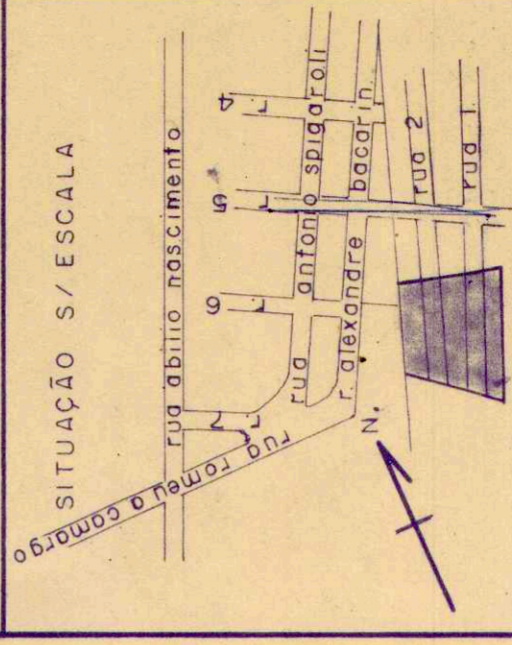 SITUAÇÃO S/ ESCALA
rua romeu a camargo
rua abilio nascimento
r. 7
r. 6
r. 5
r. 4
rua antonio spigaroli
r. alexandre bacarin
rua 2
rua 1
N.